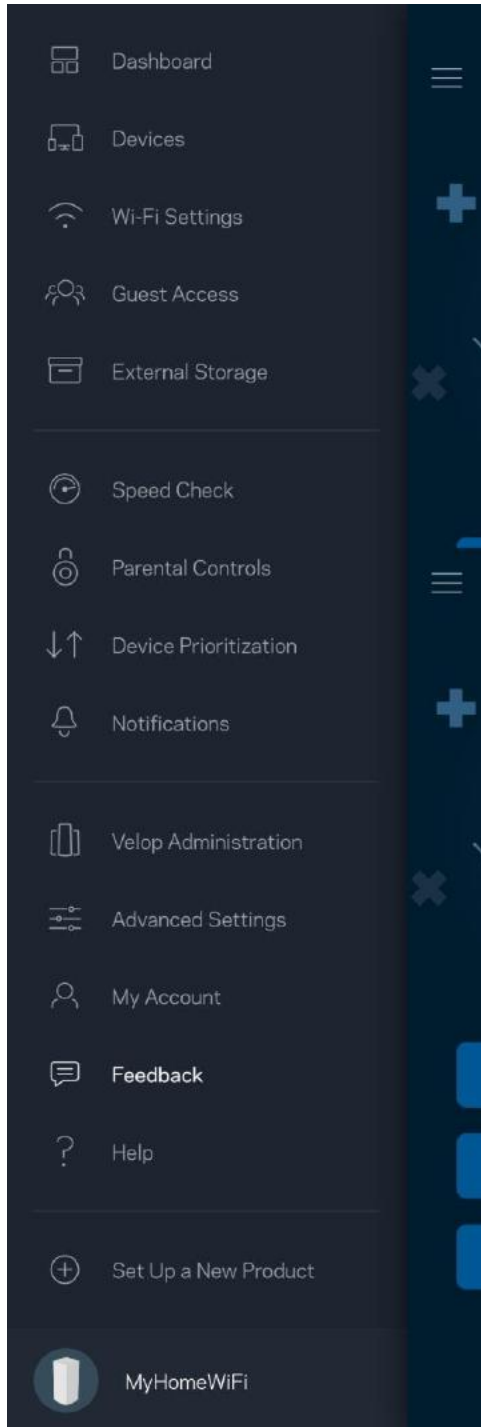 Dashboard
Devices
Wi-Fi Settings
Guest Access
External Storage
Speed Check
Parental Controls
Device Prioritization
Notifications
Velop Administration
Advanced Settings
My Account
Feedback
Help
Set Up a New Product
MyHomeWiFi